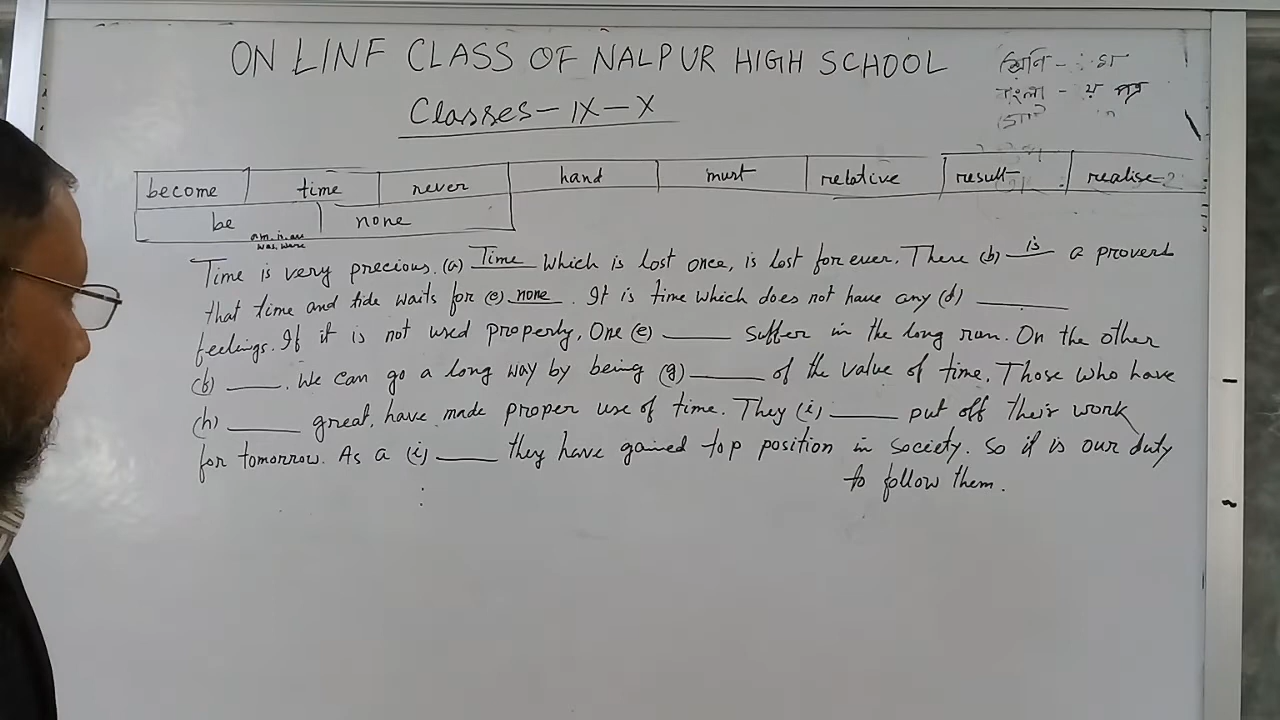 ON LINF CLASS OF NALPUR HIGH SCHOOL
Classes-IX-X
become time never hand must relative result realise-2
be none
am. is. are
was. were
Time is very precious. (a) Time which is lost once, is lost for ever. There (b) is a proverb
that time and tide waits for (c) none. It is time which does not have any (d) ______
feelings. If it is not used properly, One (e) ______ suffer in the long run. On the other
(f) ______. We can go a long way by being (g) ______ of the value of time. Those who have
(h) ______ great, have made proper use of time. They (i) ______ put off their work
for tomorrow. As a (i) ______ they have gained top position in society. So it is our duty
to follow them.